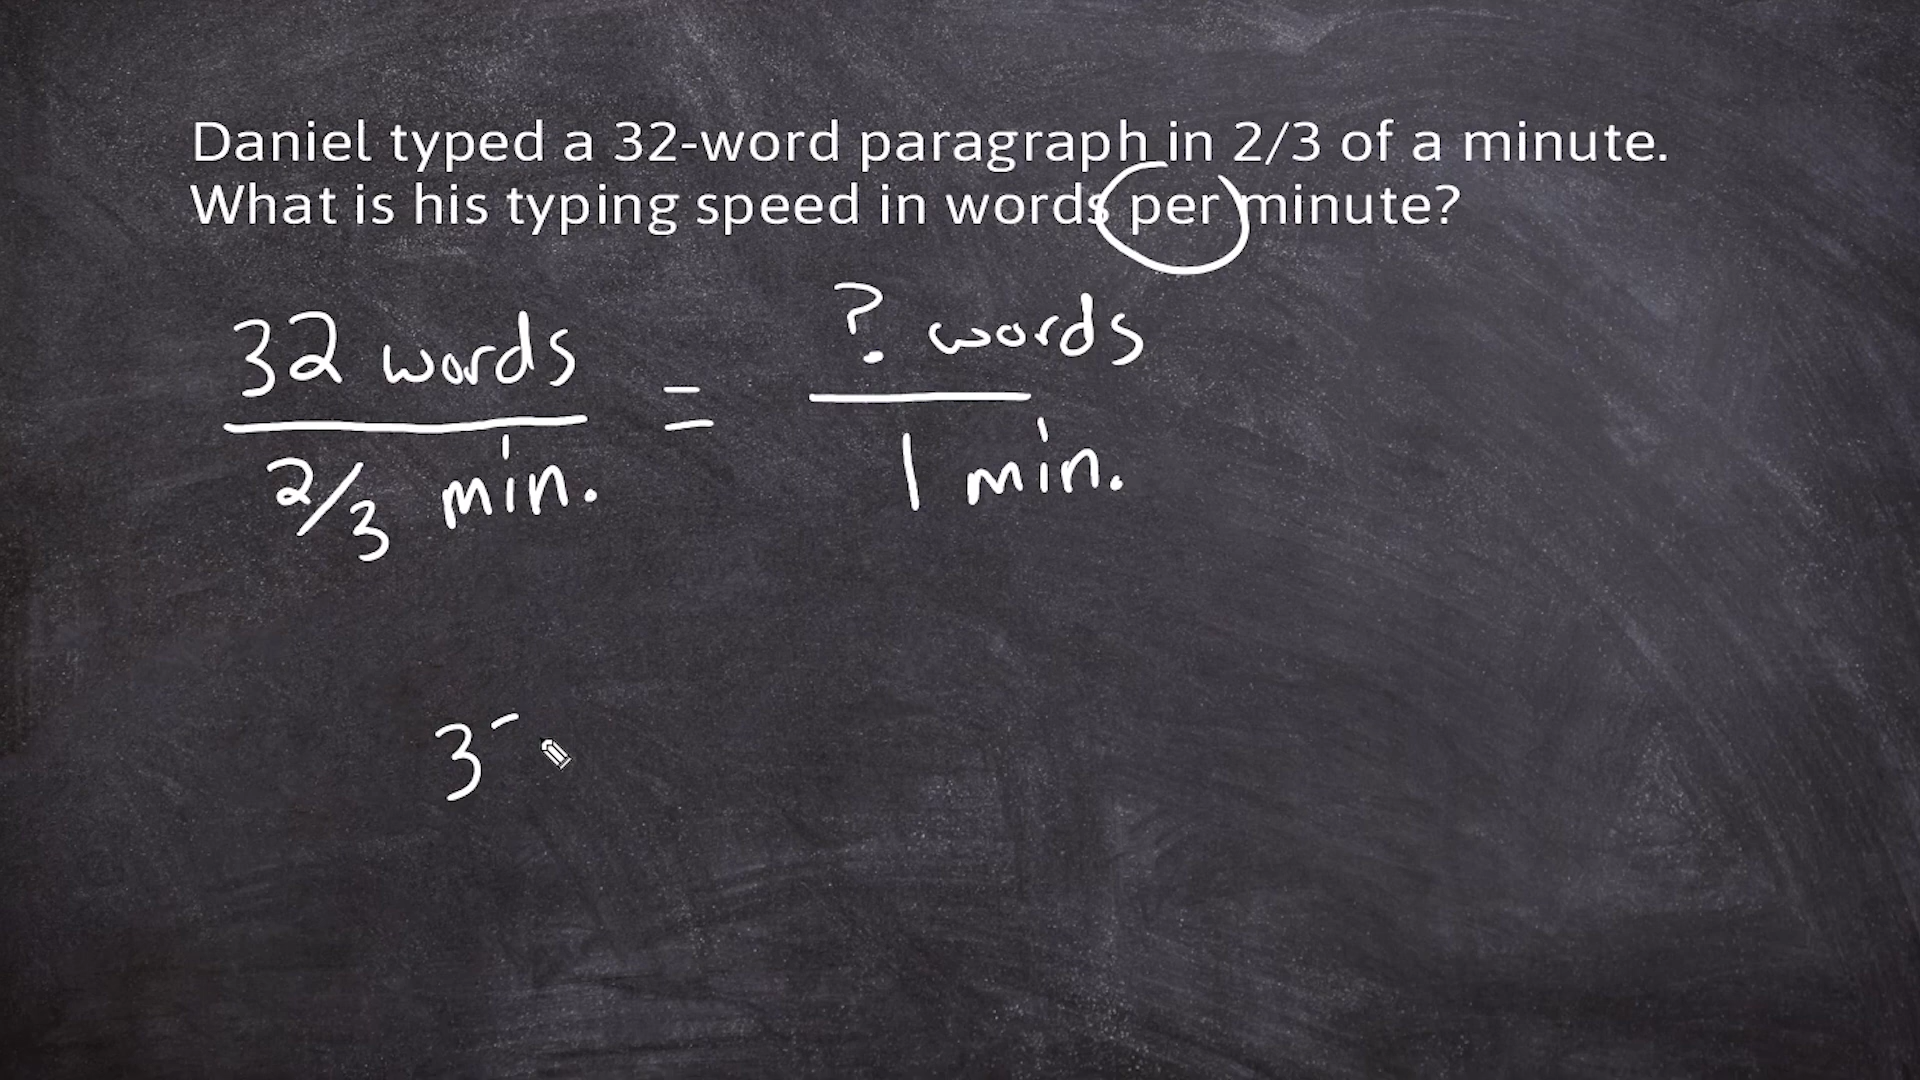 Daniel typed a 32-word paragraph in 2/3 of a minute.
What is his typing speed in words per minute?
32 words = ? words
2/3 min. 1 min.
3